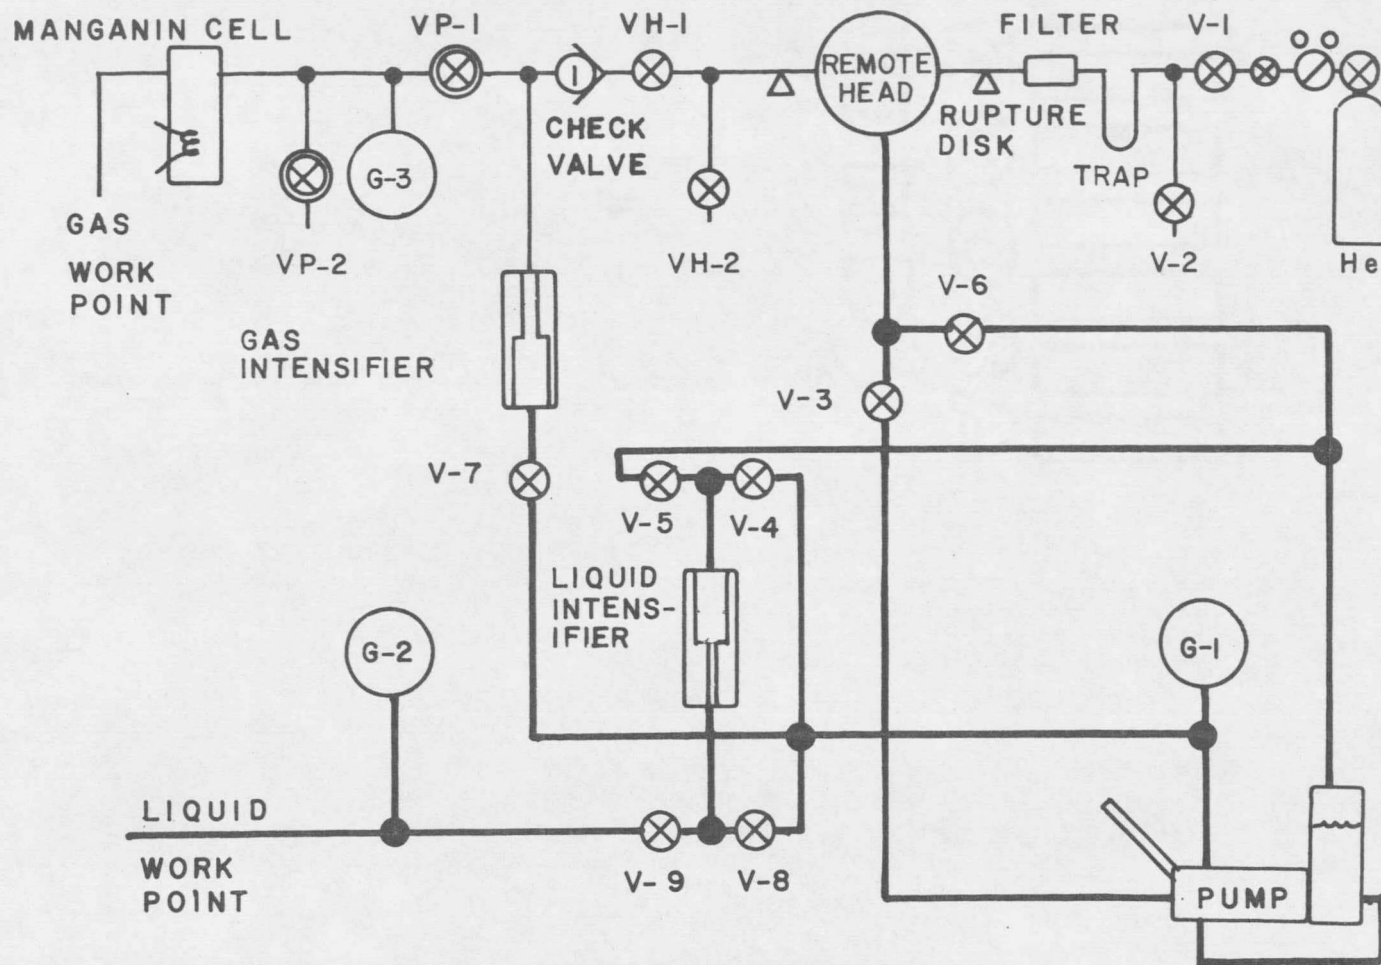 MANGANIN CELL
VP-1
VH-1
FILTER
V-1
REMOTE
HEAD
CHECK
VALVE
RUPTURE
DISK
TRAP
G-3
GAS
WORK
POINT
VP-2
VH-2
V-2
He
V-6
GAS
INTENSIFIER
V-3
V-7
V-5
V-4
LIQUID
INTENS-
IFIER
G-2
G-1
LIQUID
WORK
POINT
V-9
V-8
PUMP